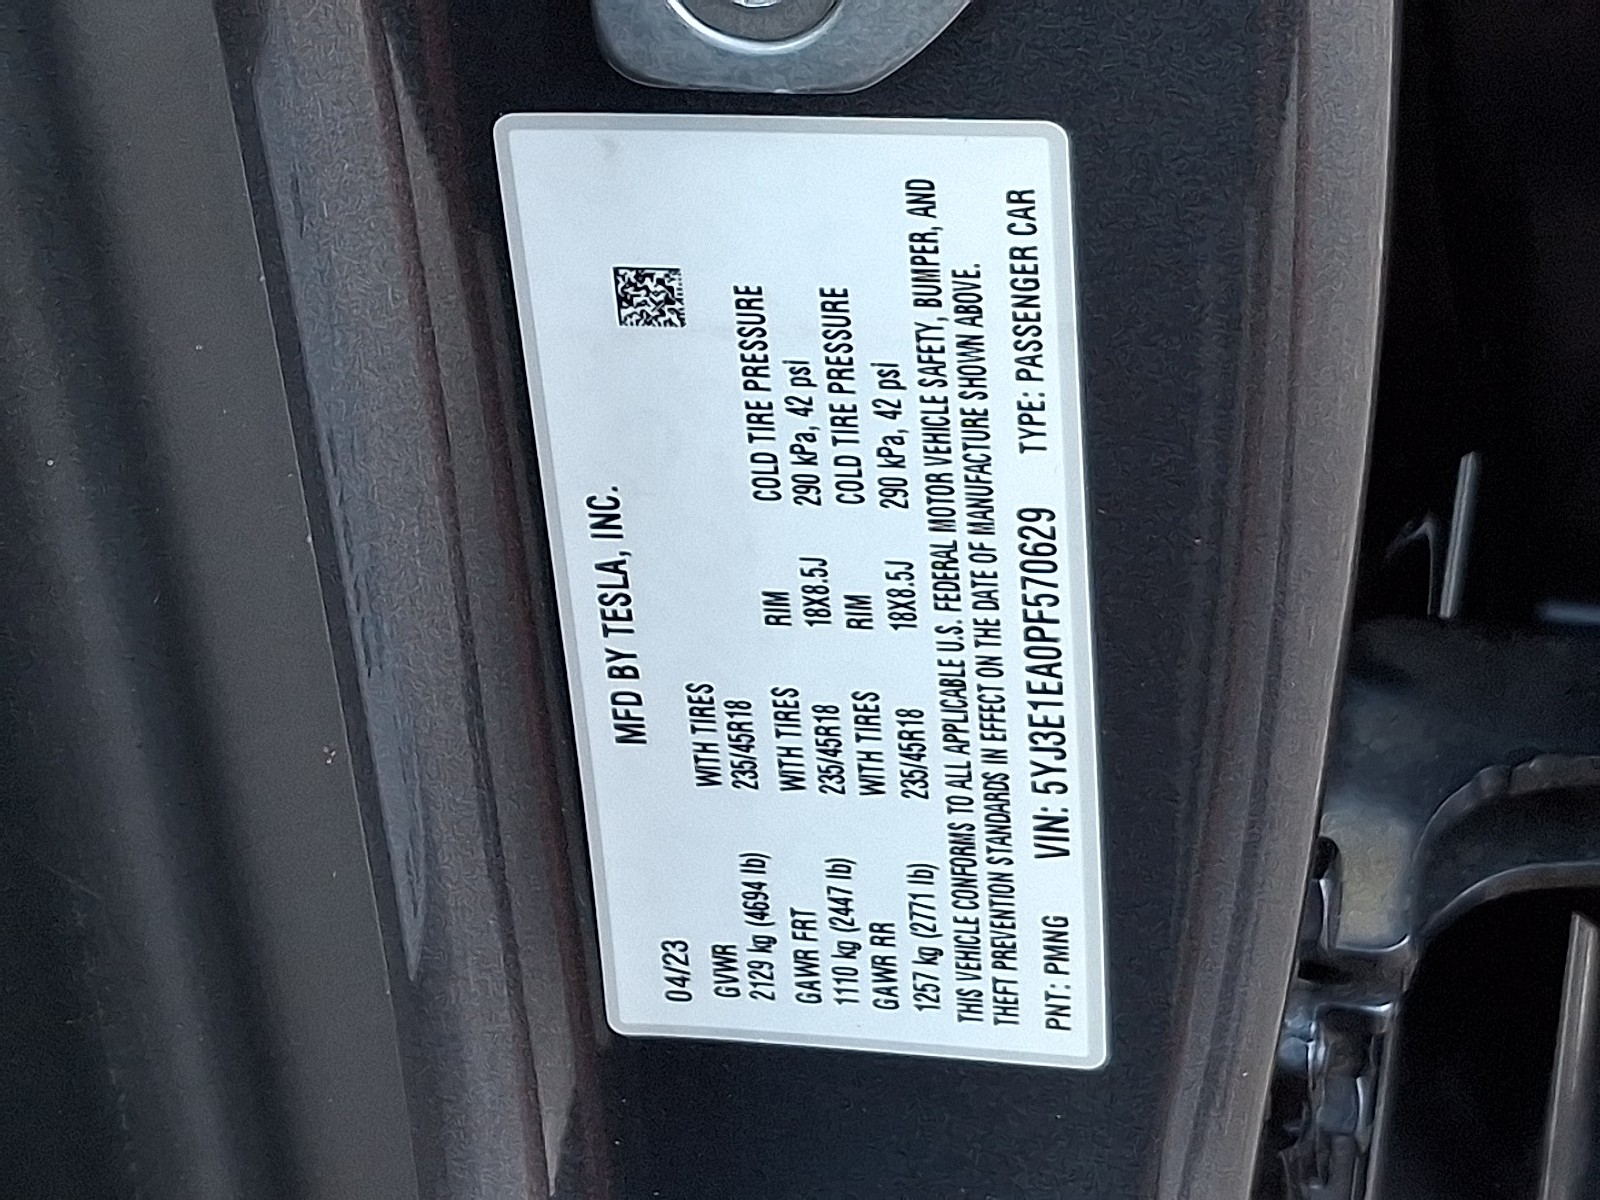 MFD BY TESLA, INC.
04/23
GVWR WITH TIRES RIM COLD TIRE PRESSURE
2129 kg (4694 lb) 235/45R18 18X8.5J 290 kPa, 42 psi
GAWR FRT WITH TIRES RIM COLD TIRE PRESSURE
1110 kg (2447 lb) 235/45R18 18X8.5J 290 kPa, 42 psi
GAWR RR WITH TIRES
1257 kg (2771 lb) 235/45R18
THIS VEHICLE CONFORMS TO ALL APPLICABLE U.S. FEDERAL MOTOR VEHICLE SAFETY, BUMPER, AND
THEFT PREVENTION STANDARDS IN EFFECT ON THE DATE OF MANUFACTURE SHOWN ABOVE.
PNT: PMNG VIN: 5YJ3E1EA0PF570629 TYPE: PASSENGER CAR